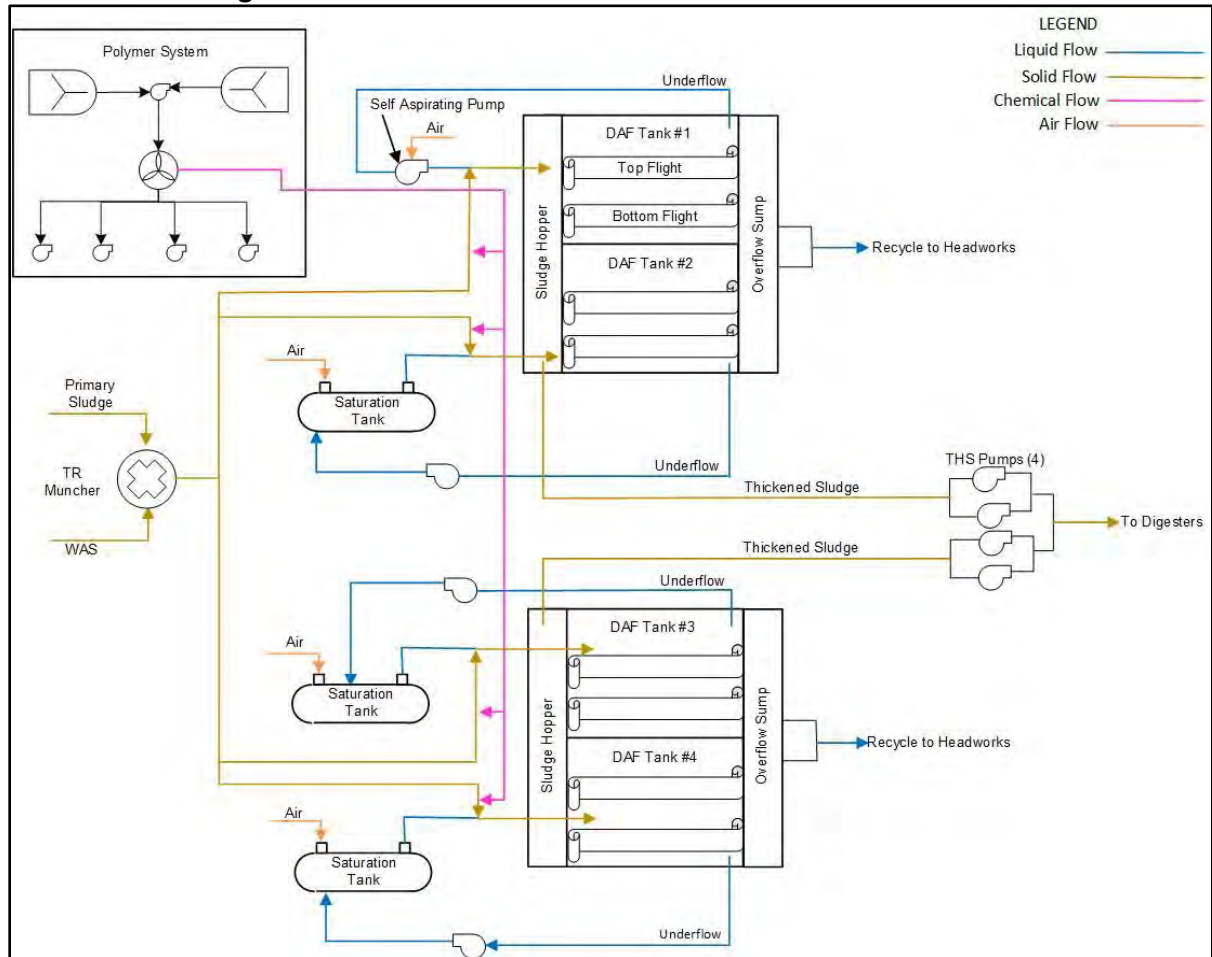 LEGEND
Liquid Flow
Solid Flow
Chemical Flow
Air Flow
Polymer System
Self Aspirating Pump
Air
Underflow
DAF Tank #1
Top Flight
Bottom Flight
Sludge Hopper
Overflow Sump
DAF Tank #2
Recycle to Headworks
Air
Saturation
Tank
Underflow
Primary
Sludge
TR
Muncher
WAS
Thickened Sludge
THS Pumps (4)
To Digesters
Thickened Sludge
Underflow
DAF Tank #3
Air
Saturation
Tank
Sludge Hopper
Overflow Sump
DAF Tank #4
Recycle to Headworks
Air
Saturation
Tank
Underflow